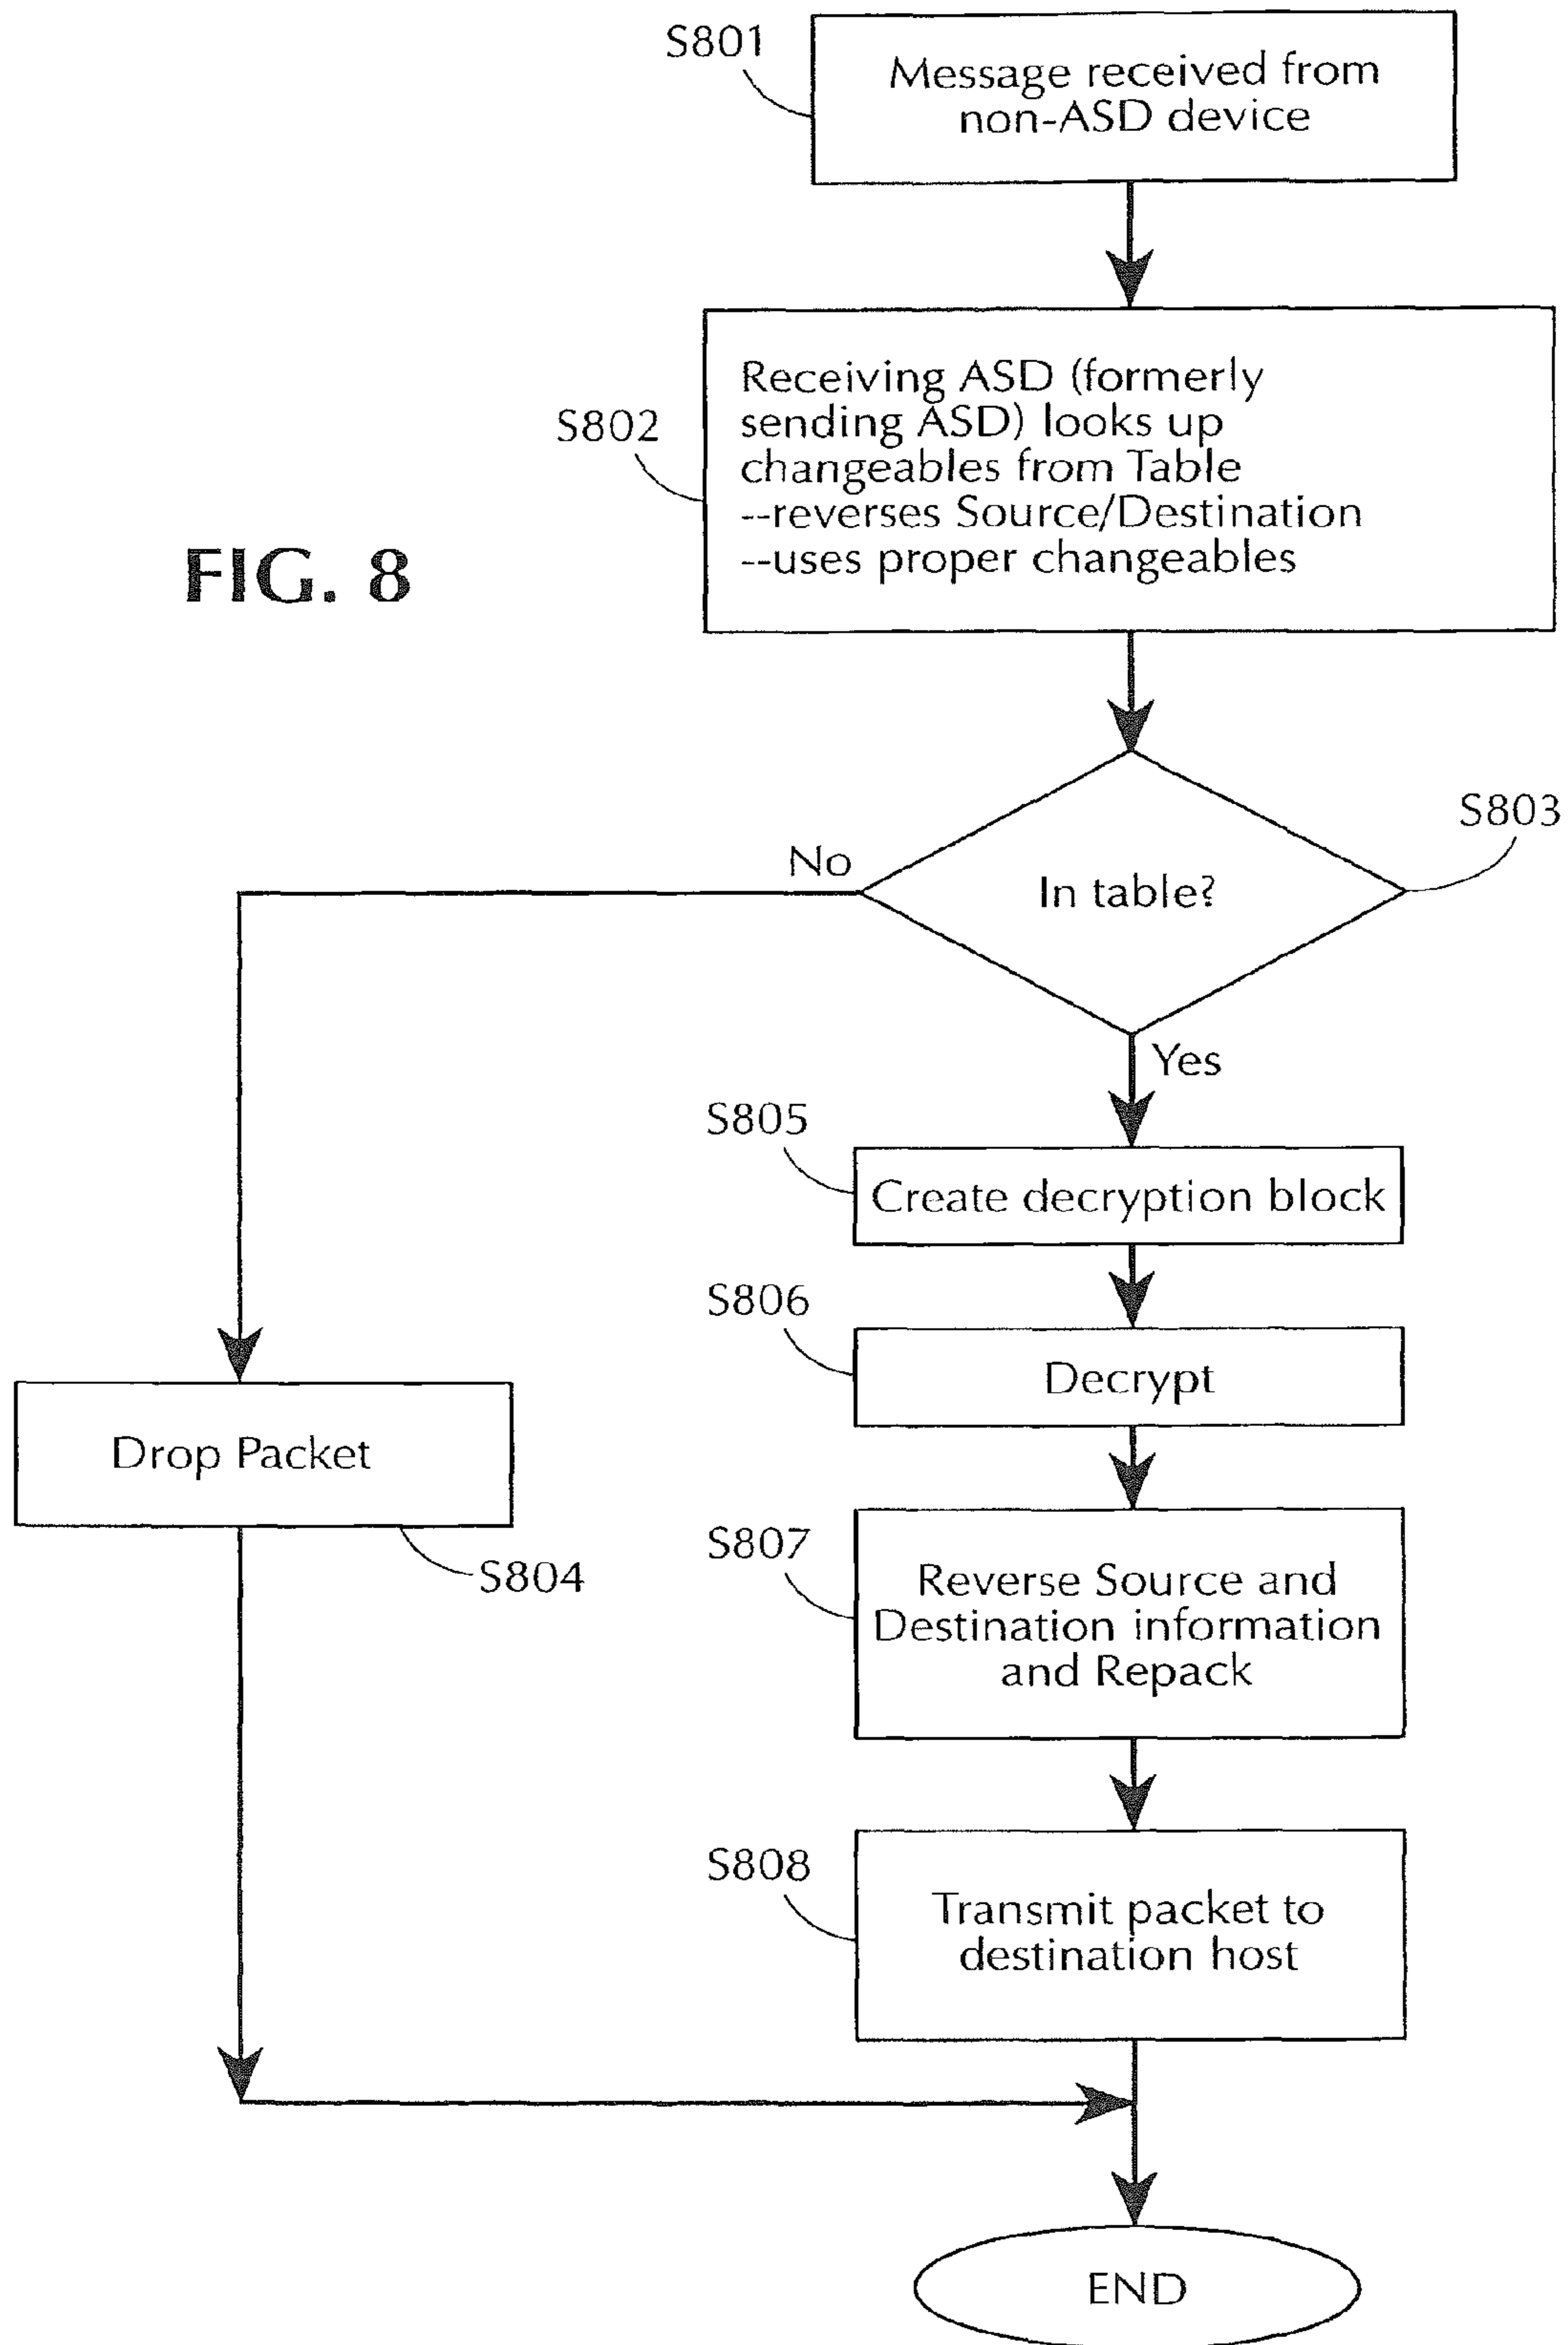 S801
Message received from
non-ASD device
S802
Receiving ASD (formerly
sending ASD) looks up
changeables from Table
--reverses Source/Destination
--uses proper changeables
FIG. 8
S803
No
In table?
Yes
S805
Create decryption block
S806
Decrypt
Drop Packet
S804
S807
Reverse Source and
Destination information
and Repack
S808
Transmit packet to
destination host
END